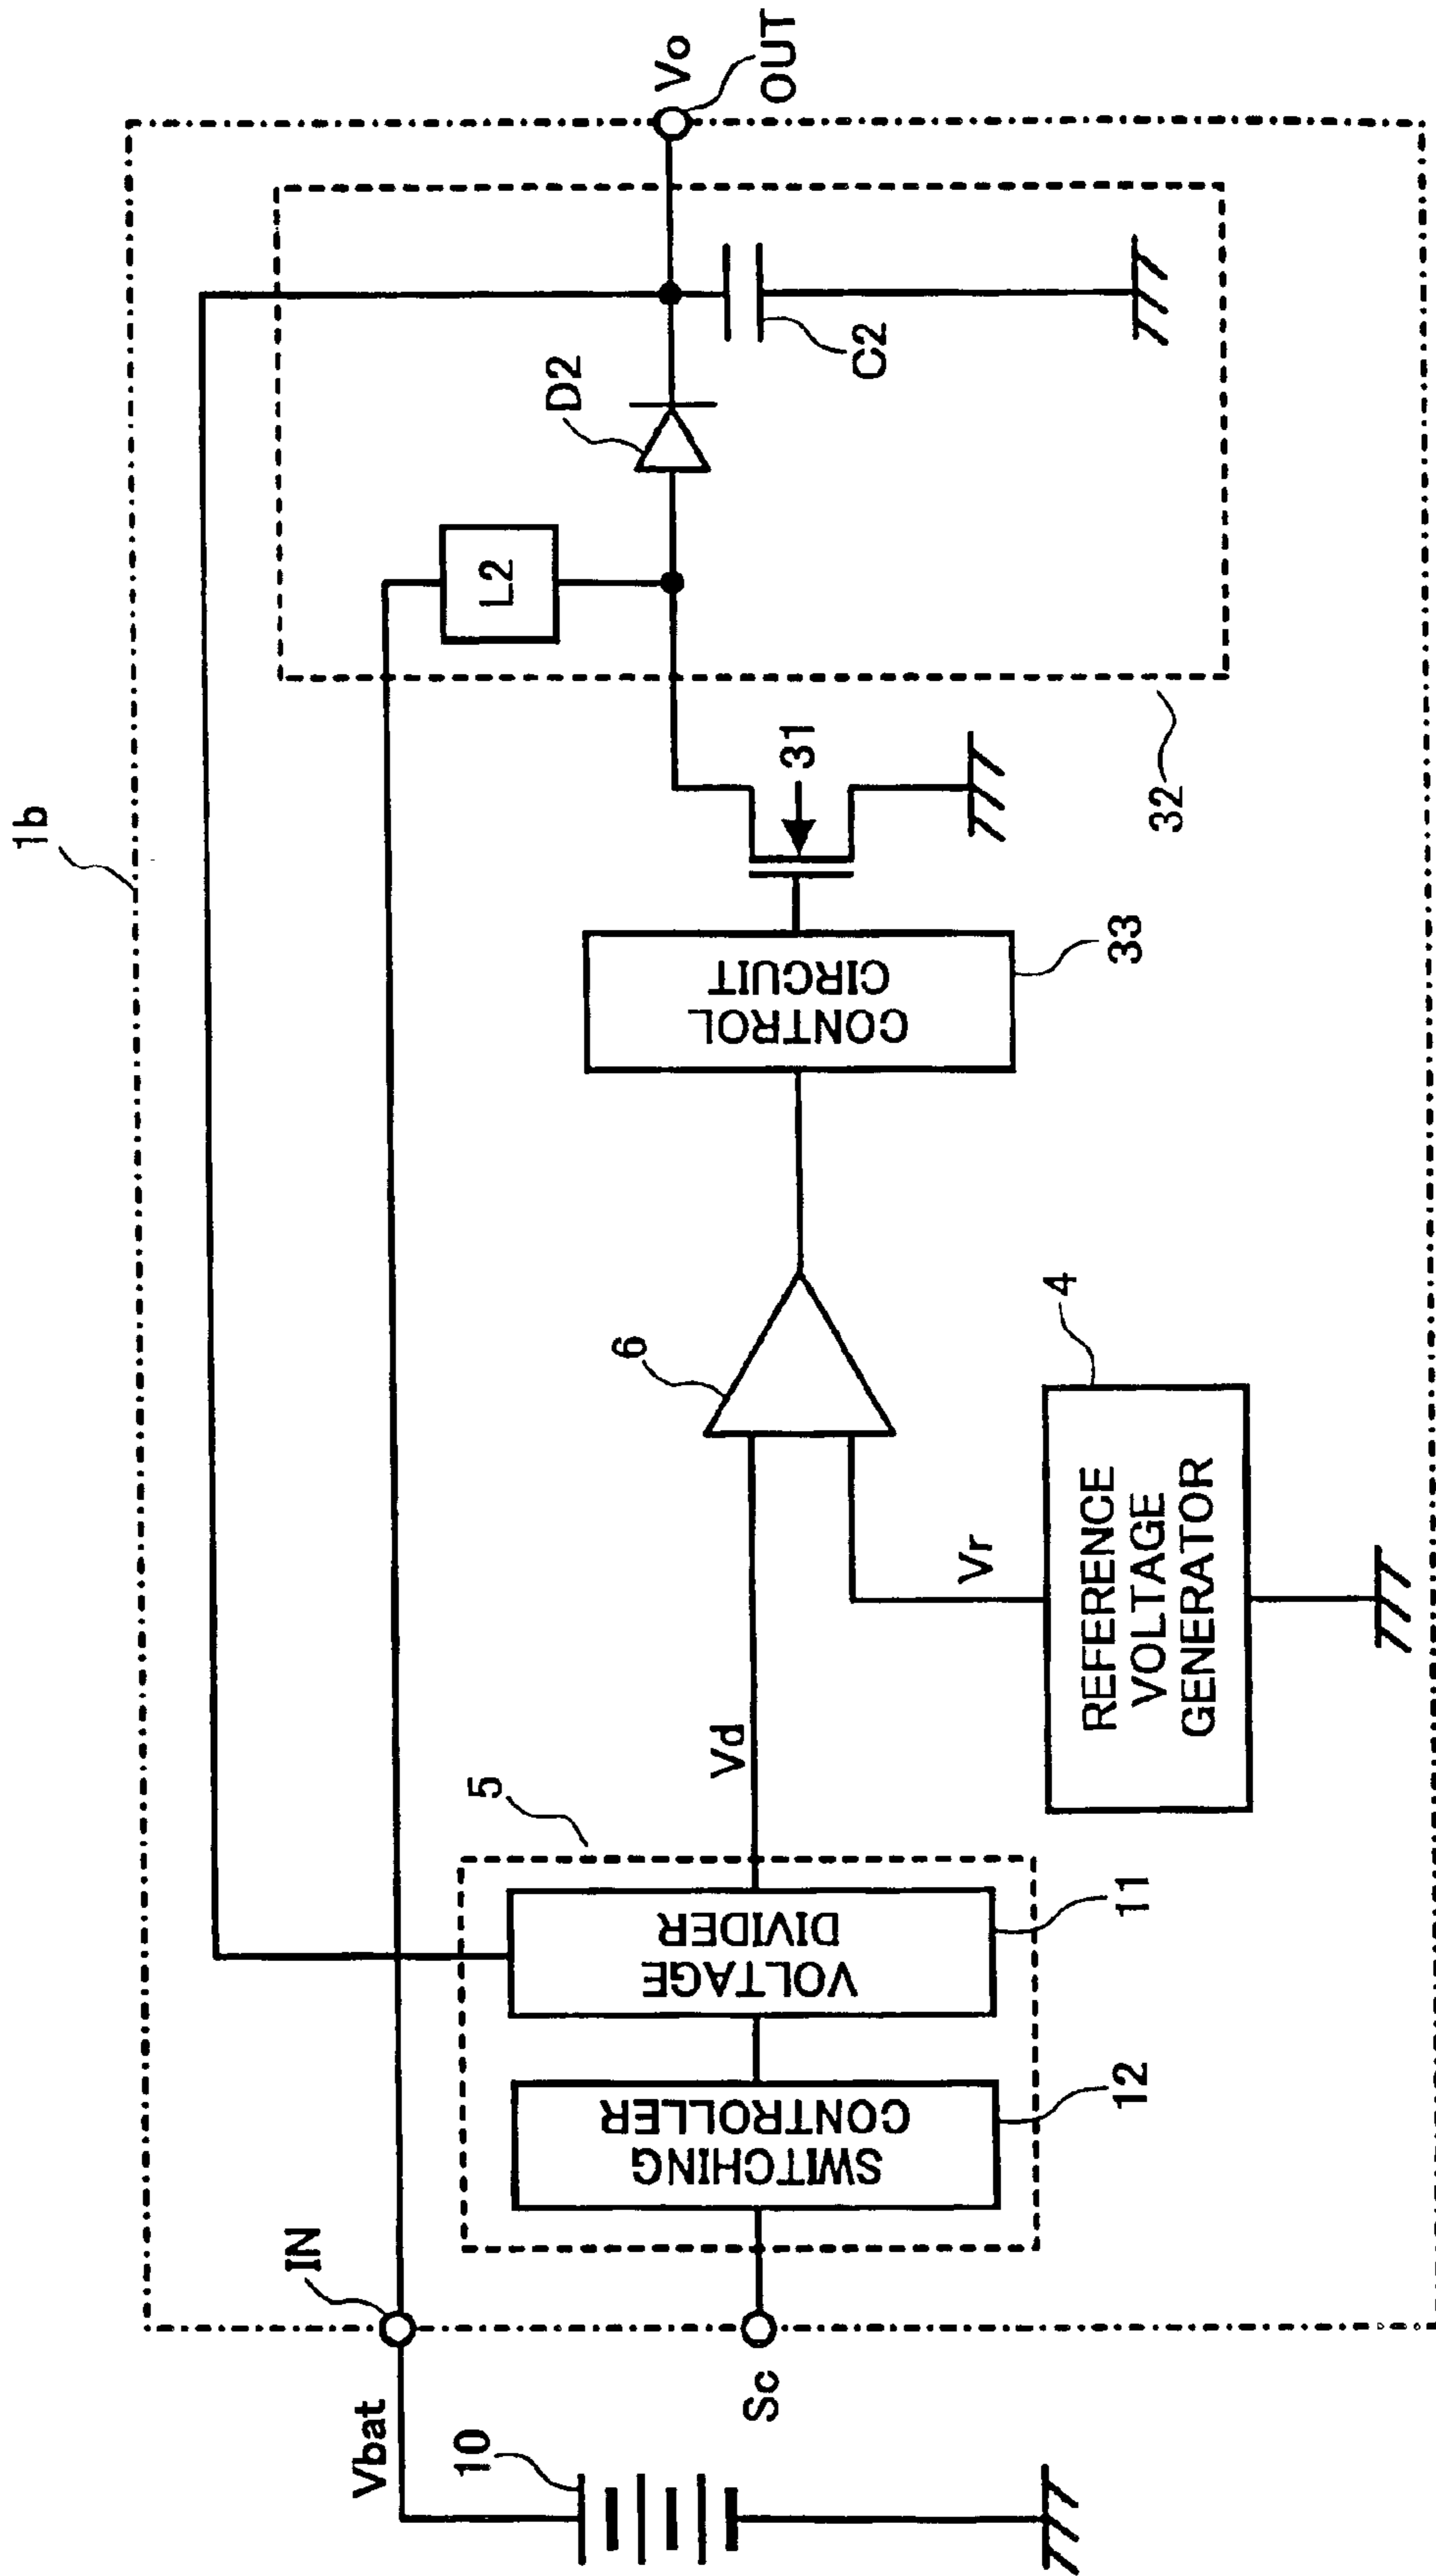 1b
Vbat
IN
10
Sc
SWITCHING
CONTROLLER
12
VOLTAGE
DIVIDER
11
5
Vd
Vr
REFERENCE
VOLTAGE
GENERATOR
4
6
CONTROL
CIRCUIT
33
31
32
L2
D2
C2
Vo
OUT